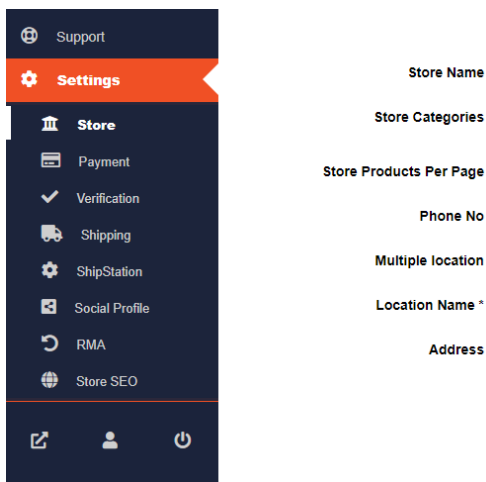 Support
Settings
Store
Payment
Verification
Shipping
ShipStation
Social Profile
RMA
Store SEO
Store Name
Store Categories
Store Products Per Page
Phone No
Multiple location
Location Name *
Address